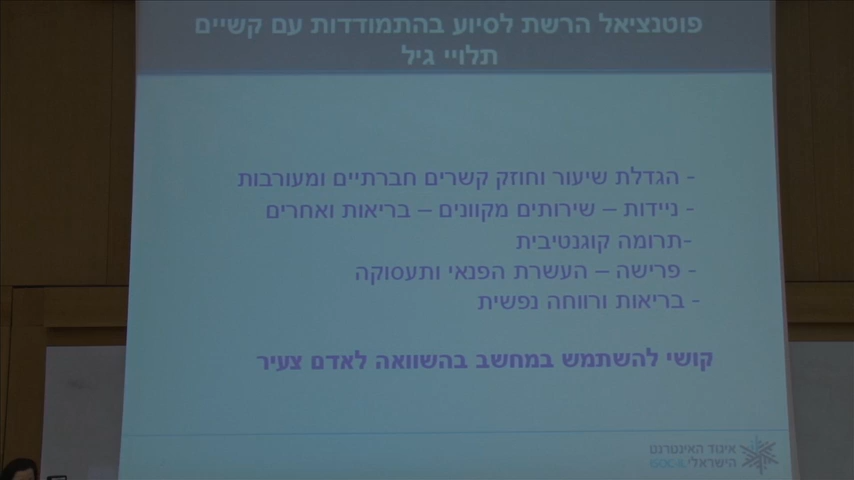 פוטנציאל הרשת לסיוע בהתמודדות עם קשיים
תלויי גיל
- הגדלת שיעור וחוזק קשרים חברתיים ומעורבות
- ניידות – שירותים מקוונים – בריאות ואחרים
-תרומה קוגנטיבית
- פרישה – העשרת הפנאי ותעסוקה
- בריאות ורווחה נפשית
קושי להשתמש במחשב בהשוואה לאדם צעיר
איגוד האינטרנט
הישראלי